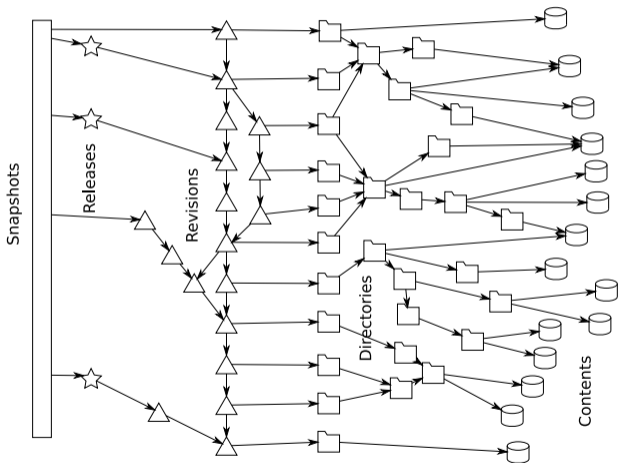 Snapshots
Releases
Revisions
Directories
Contents